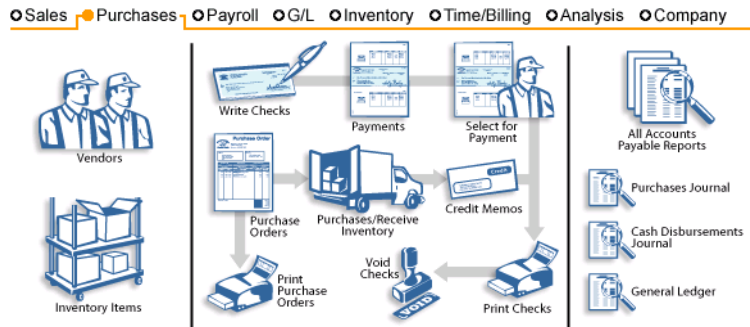 Sales Purchases Payroll G/L Inventory Time/Billing Analysis Company
Vendors
Inventory Items
Write Checks
Payments
Select for
Payment
Purchase Order
Purchase
Orders
Purchases/Receive
Inventory
Credit
Credit Memos
Print
Purchase
Orders
Void
Checks
VOID
Print Checks
All Accounts
Payable Reports
Purchases Journal
Cash Disbursements
Journal
General Ledger